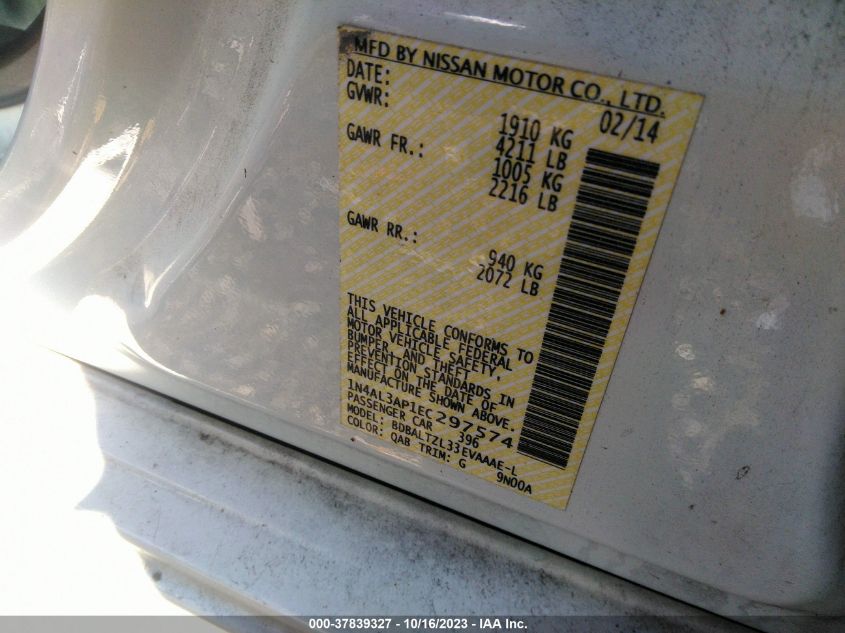 MFD BY NISSAN MOTOR CO., LTD.
DATE: 02/14
GVWR: 1910 KG
4211 LB
GAWR FR.: 1005 KG
2216 LB
GAWR RR.: 940 KG
2072 LB
THIS VEHICLE CONFORMS TO
ALL APPLICABLE FEDERAL
MOTOR VEHICLE SAFETY,
BUMPER, AND THEFT
PREVENTION STANDARDS IN
EFFECT ON THE DATE OF
MANUFACTURE SHOWN ABOVE.
1N4AL3AP1EC297574
PASSENGER CAR 396
MODEL: BDBALTZL33EVAAAE-L
COLOR: QAB TRIM: G 9N00A
000-37839327 - 10/16/2023 - IAA Inc.